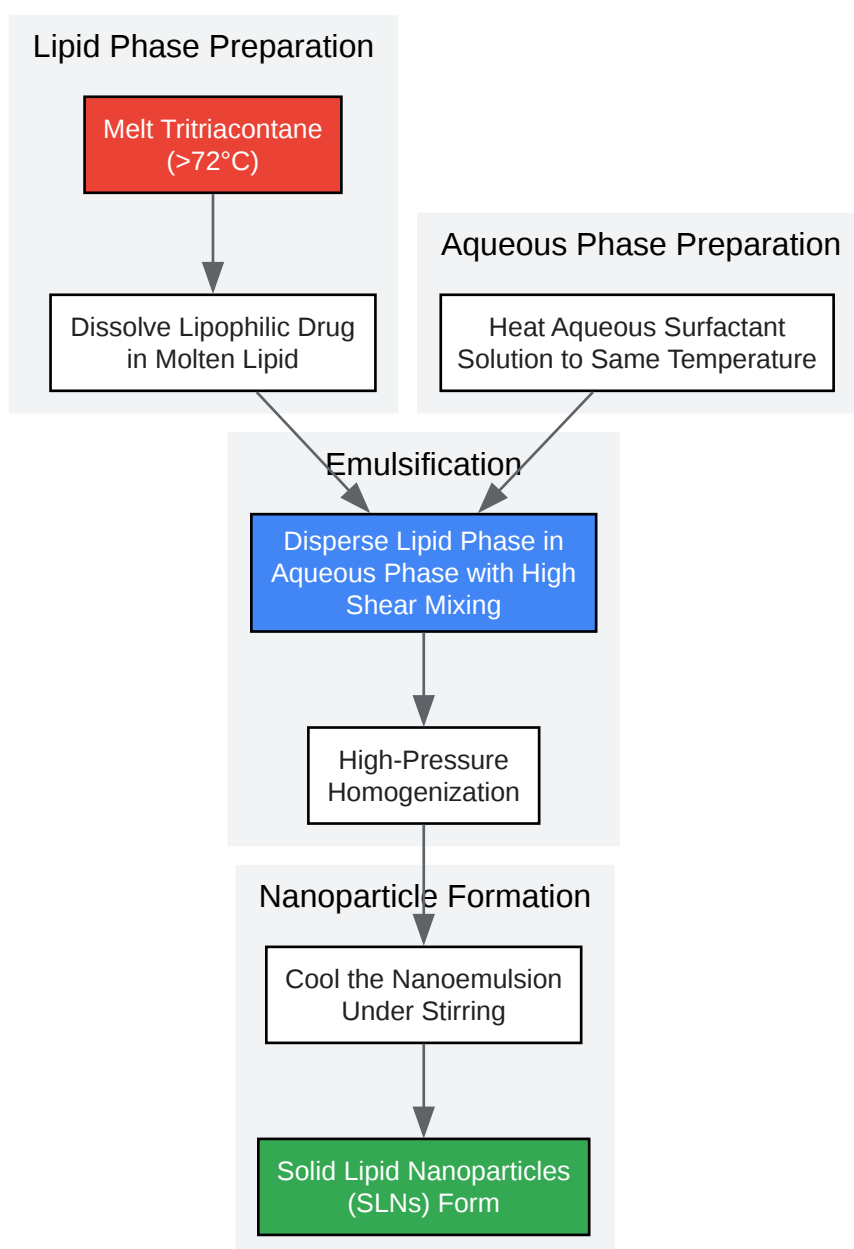 Lipid Phase Preparation
Melt Tritriacontane
(>72°C)
Dissolve Lipophilic Drug
in Molten Lipid
Aqueous Phase Preparation
Heat Aqueous Surfactant
Solution to Same Temperature
Emulsification
Disperse Lipid Phase in
Aqueous Phase with High
Shear Mixing
High-Pressure
Homogenization
Nanoparticle Formation
Cool the Nanoemulsion
Under Stirring
Solid Lipid Nanoparticles
(SLNs) Form